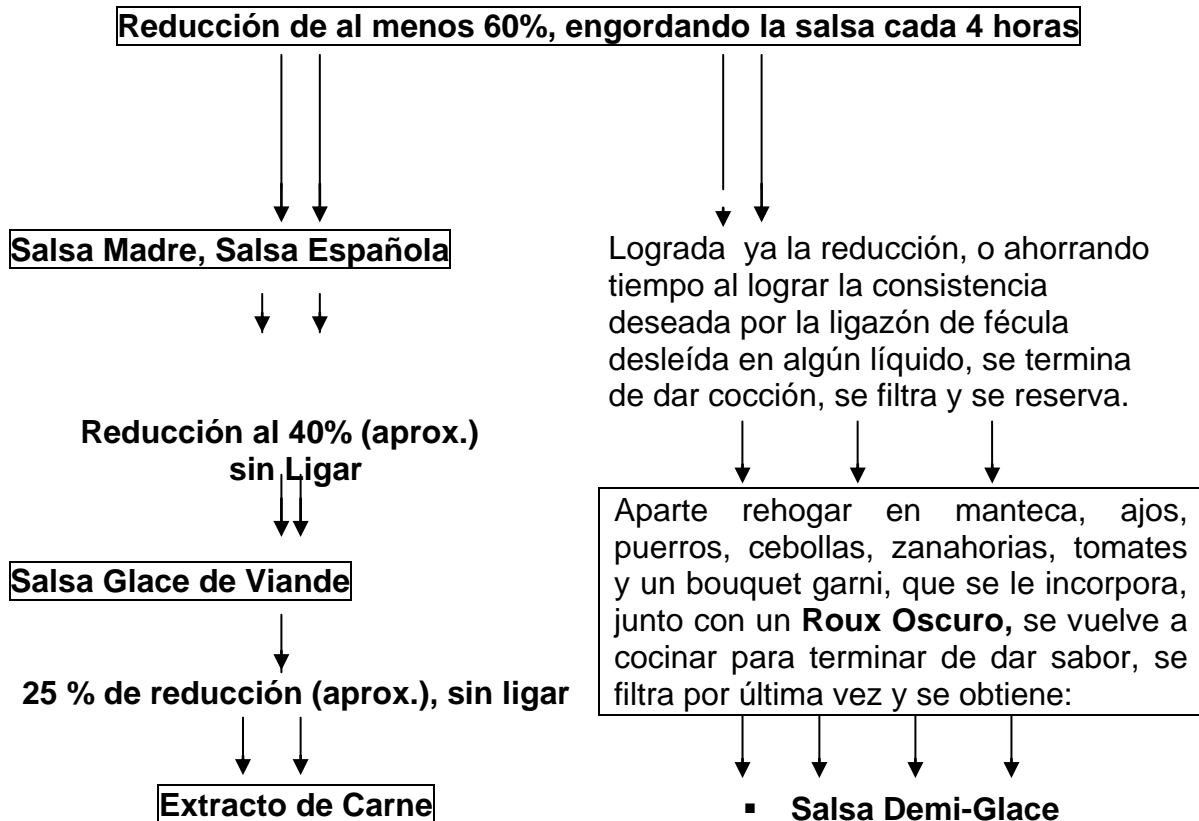 Reducción de al menos 60%, engordando la salsa cada 4 horas
Salsa Madre, Salsa Española
Reducción al 40% (aprox.)
sin Ligar
Salsa Glace de Viande
25 % de reducción (aprox.), sin ligar
Extracto de Carne
Lograda ya la reducción, o ahorrando
tiempo al lograr la consistencia
deseada por la ligazón de fécula
desleída en algún líquido, se termina
de dar cocción, se filtra y se reserva.
Aparte rehogar en manteca, ajos,
puerros, cebollas, zanahorias, tomates
y un bouquet garni, que se le incorpora,
junto con un Roux Oscuro, se vuelve a
cocinar para terminar de dar sabor, se
filtra por última vez y se obtiene:
▪ Salsa Demi-Glace